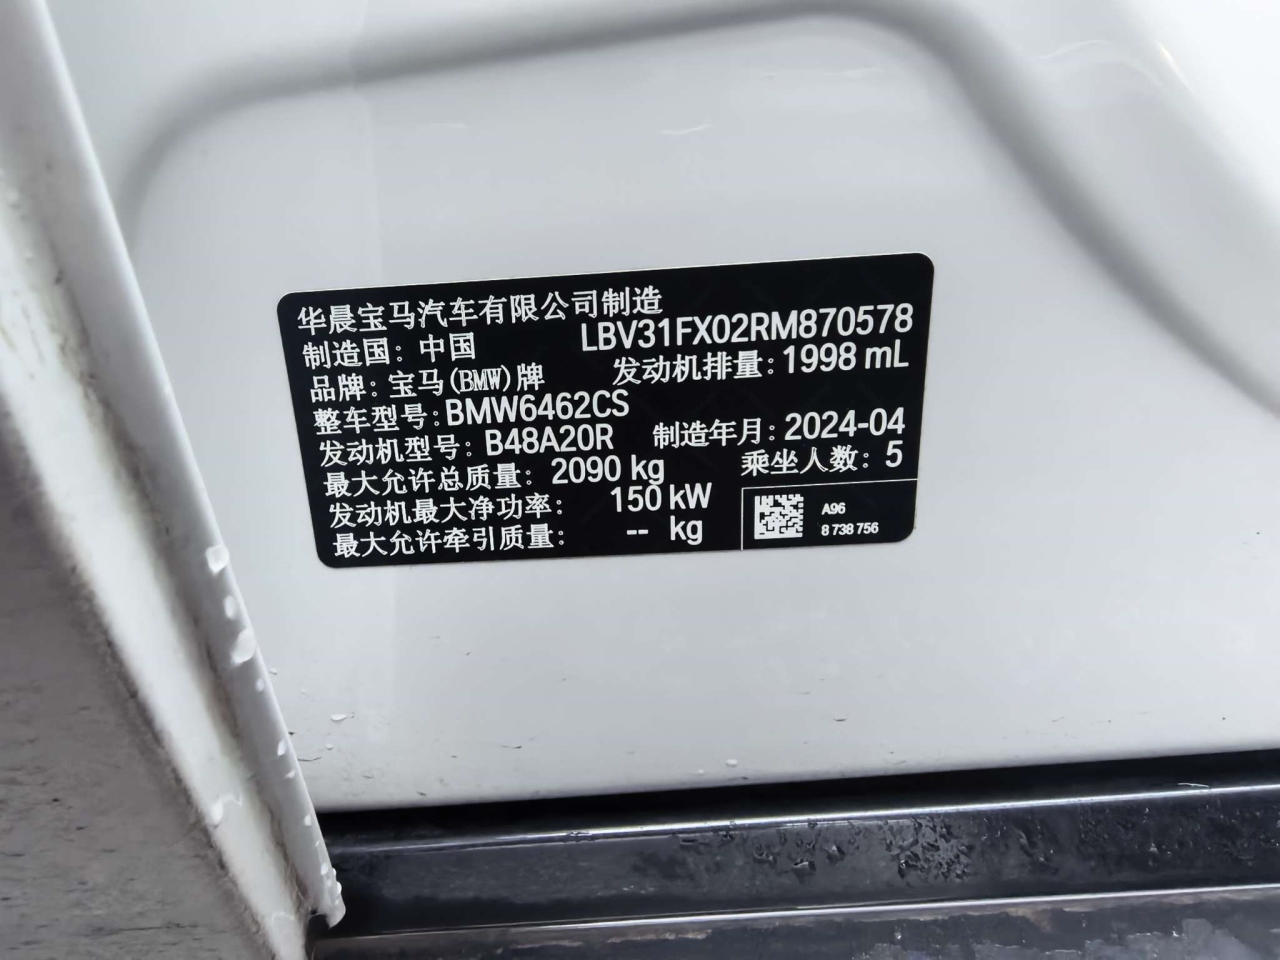 华晨宝马汽车有限公司制造
制造国：中国 LBV31FX02RM870578
品牌：宝马(BMW)牌 发动机排量：1998 mL
整车型号：BMW6462CS
发动机型号：B48A20R 制造年月：2024-04
最大允许总质量：2090 kg 乘坐人数：5
发动机最大净功率：150 kW
最大允许牵引质量：-- kg
A96
8 738 756